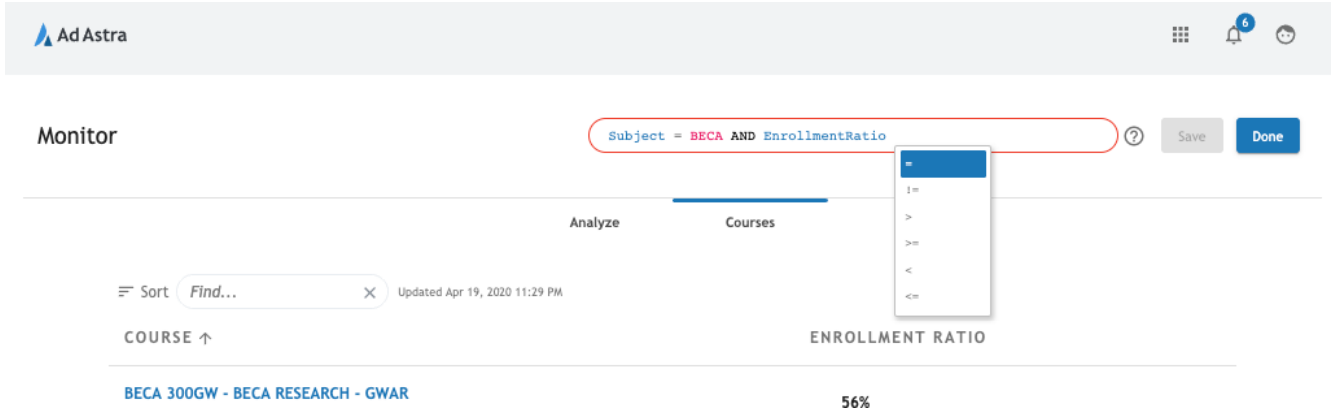 Ad Astra
6
Monitor
Subject = BECA AND EnrollmentRatio
?
Save
Done
=
!=
>
>=
<
<=
Analyze
Courses
Sort
Find...
Updated Apr 19, 2020 11:29 PM
COURSE ↑
ENROLLMENT RATIO
BECA 300GW - BECA RESEARCH - GWAR
56%